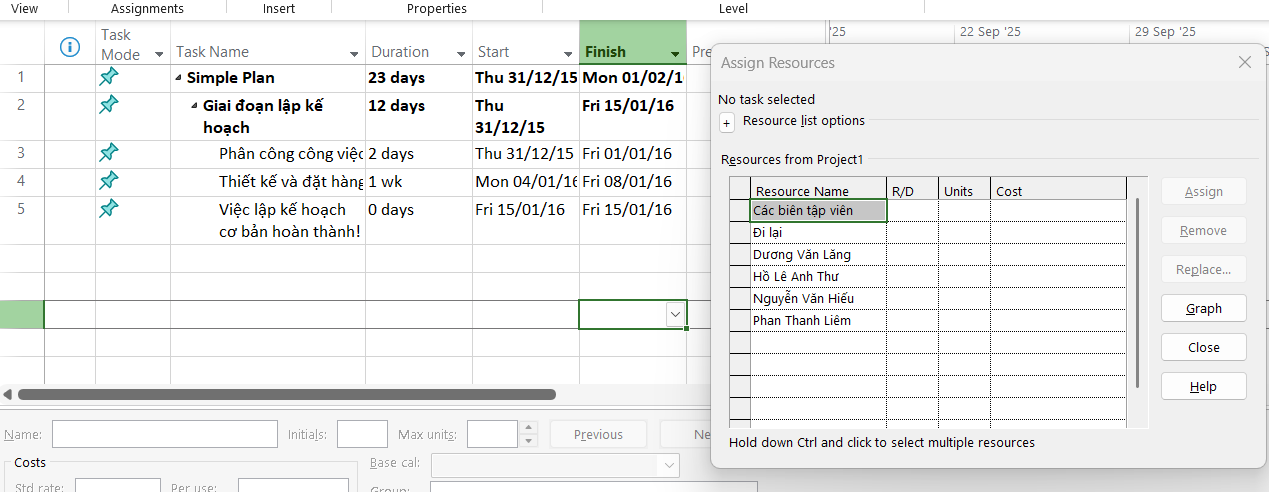 View Assignments Insert Properties Level
Task Mode Task Name Duration Start Finish Pre
'25 22 Sep '25 29 Sep '25
1 Simple Plan 23 days Thu 31/12/15 Mon 01/02/1
2 Giai đoạn lập kế hoạch 12 days Thu 31/12/15 Fri 15/01/16
3 Phân công công việc 2 days Thu 31/12/15 Fri 01/01/16
4 Thiết kế và đặt hàng 1 wk Mon 04/01/16 Fri 08/01/16
5 Việc lập kế hoạch cơ bản hoàn thành! 0 days Fri 15/01/16 Fri 15/01/16
Name: Initials: Max units: Previous Ne
Costs Base cal:
Std rate: Per use: Group:
Assign Resources
No task selected
+ Resource list options
Resources from Project1
Resource Name R/D Units Cost
Các biên tập viên
Đi lại
Dương Văn Lăng
Hồ Lê Anh Thư
Nguyễn Văn Hiếu
Phan Thanh Liêm
Assign
Remove
Replace...
Graph
Close
Help
Hold down Ctrl and click to select multiple resources